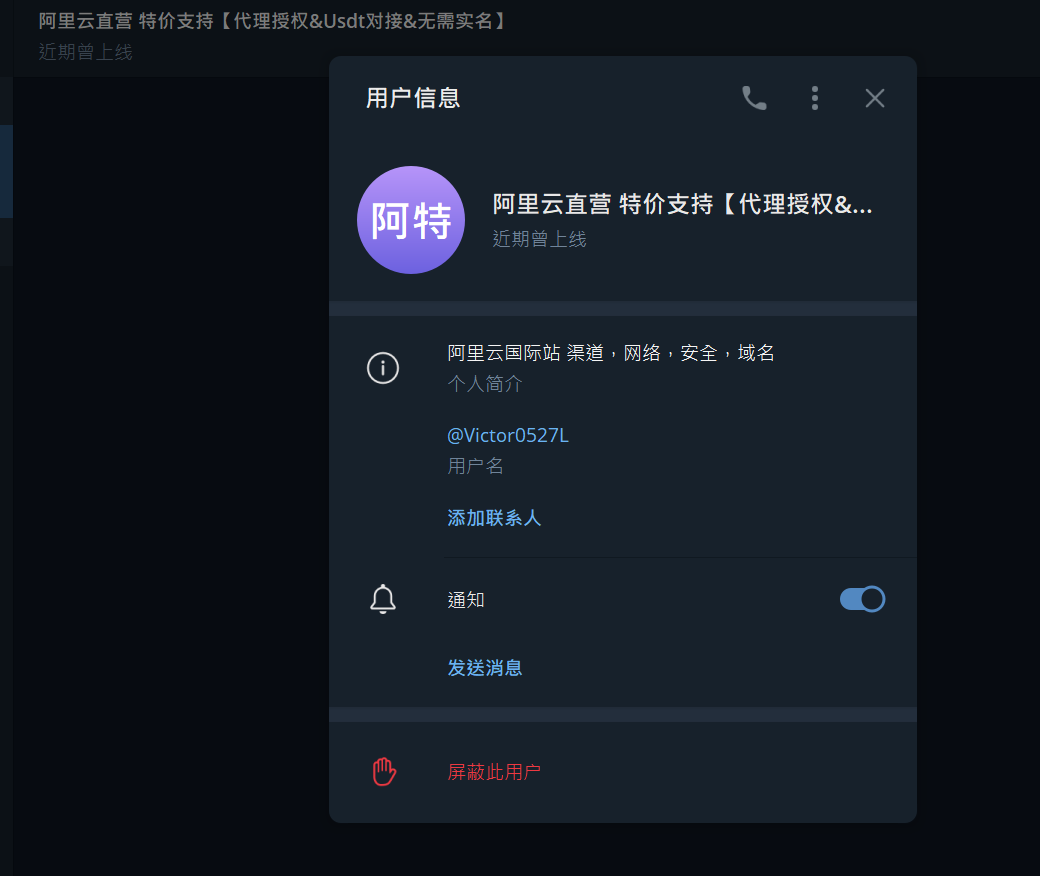 阿里云直营 特价支持【代理授权&Usdt对接&无需实名】
近期曾上线
用户信息
阿特
阿里云直营 特价支持【代理授权&...
近期曾上线
阿里云国际站 渠道，网络，安全，域名
个人简介
@Victor0527L
用户名
添加联系人
通知
发送消息
屏蔽此用户